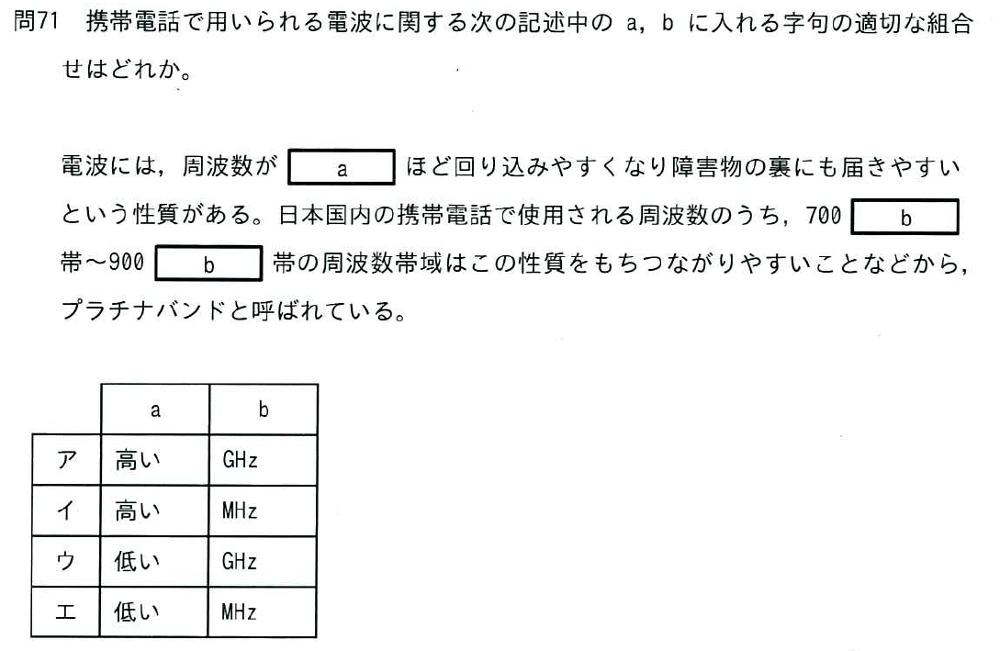 問71 携帯電話で用いられる電波に関する次の記述中の a, b に入れる字句の適切な組合
せはどれか。
電波には，周波数が a ほど回り込みやすくなり障害物の裏にも届きやすい
という性質がある。日本国内の携帯電話で使用される周波数のうち，700 b
帯～900 b 帯の周波数帯域はこの性質をもちつながりやすいことなどから，
プラチナバンドと呼ばれている。
a b
ア 高い GHz
イ 高い MHz
ウ 低い GHz
エ 低い MHz